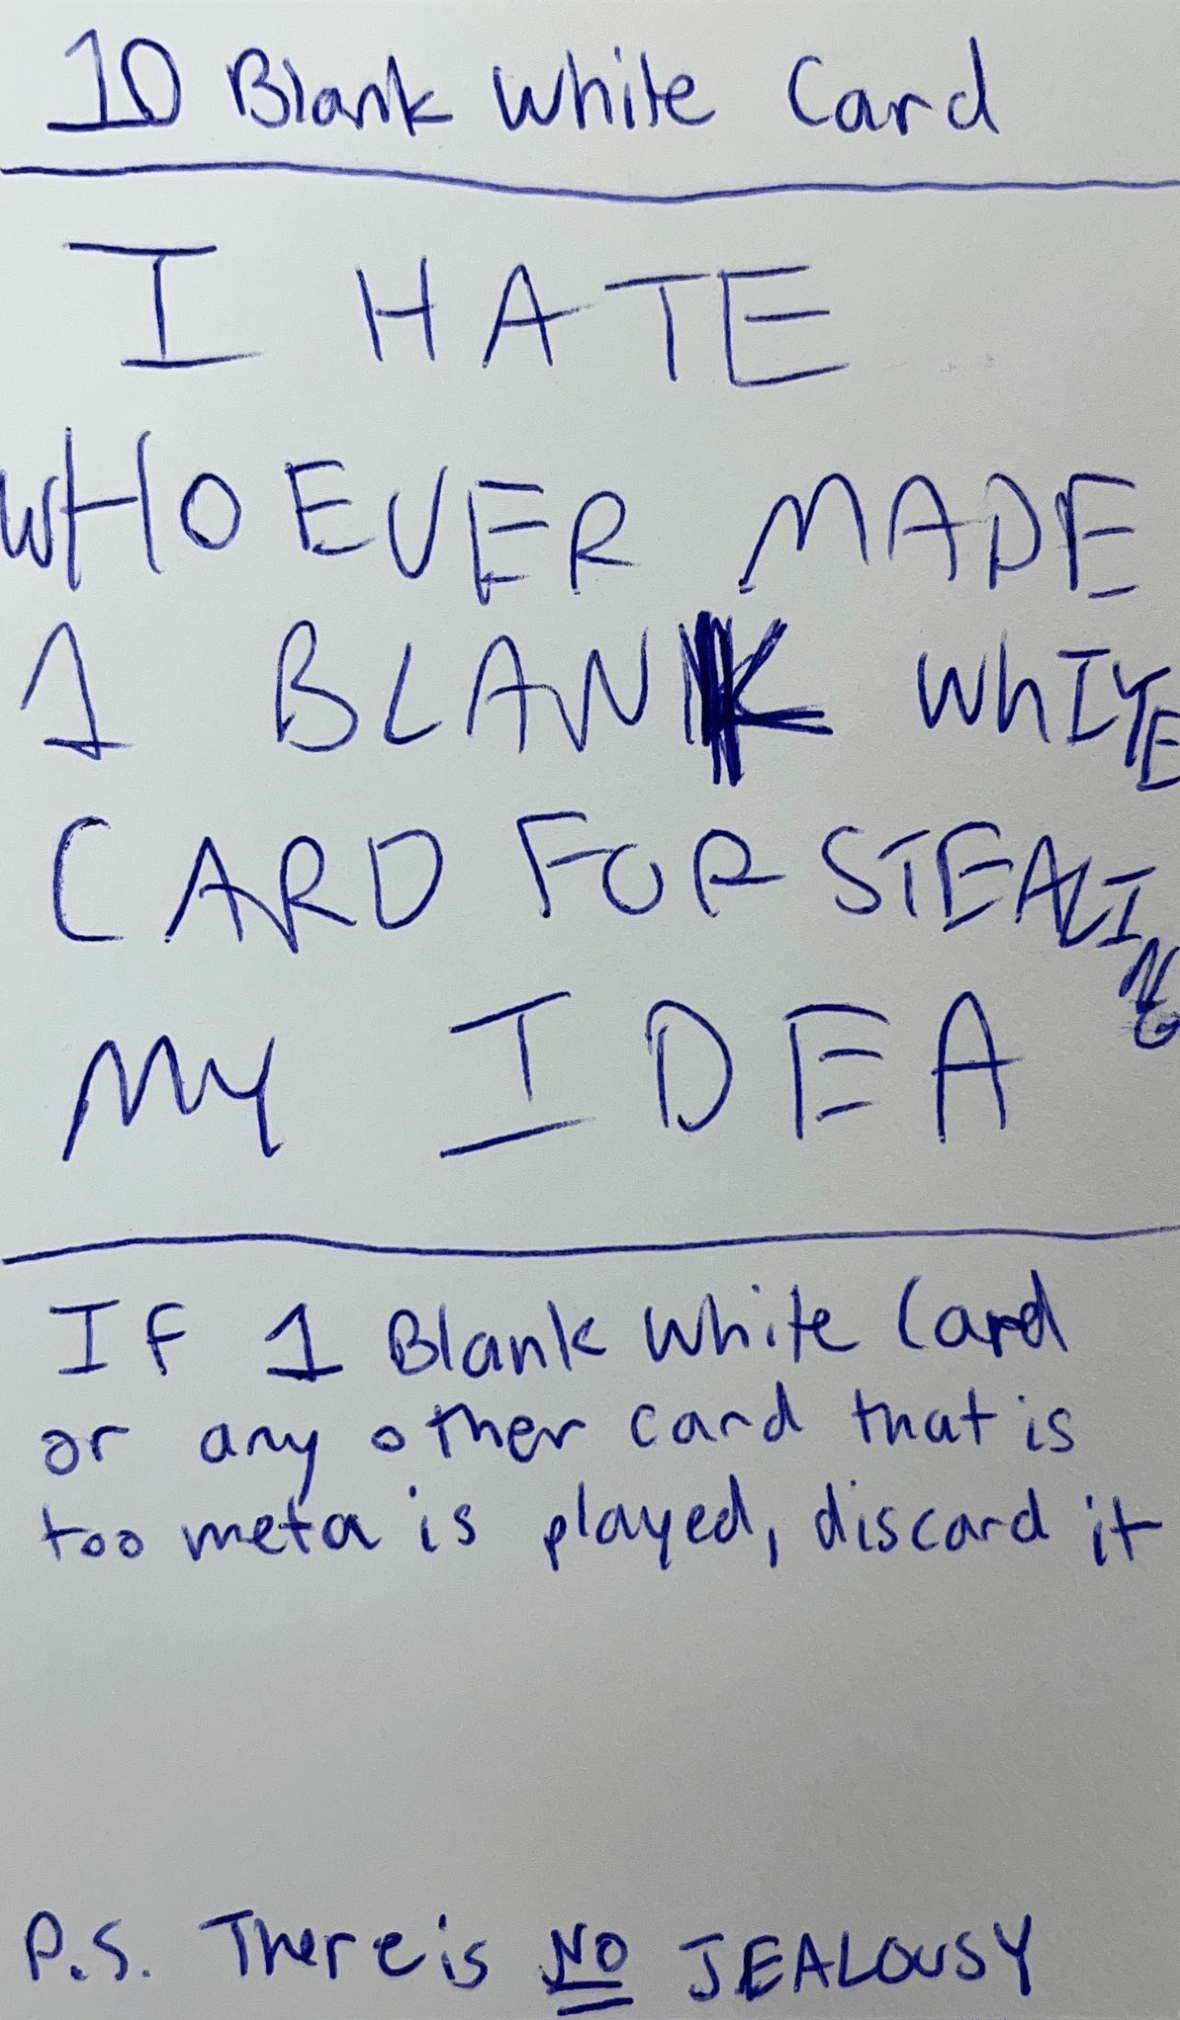 10 Blank White Card
I HATE
WHOEVER MADE
1 BLANK WhITE
CARD FOR STEALING
MY IDEA
IF 1 Blank White Card
or any other card that is
too meta is played, discard it
P.S. There is NO JEALOUSY